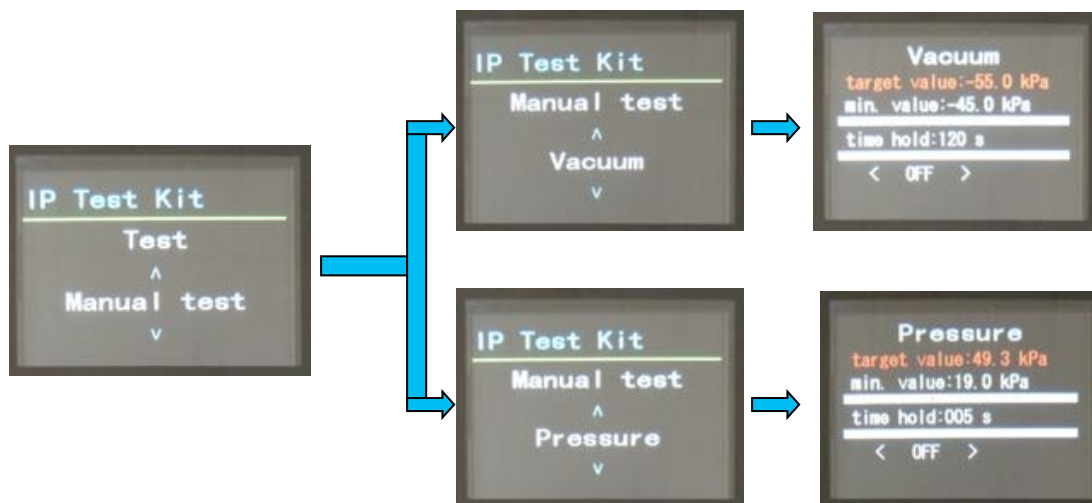 IP Test Kit
Test
^
Manual test
v
IP Test Kit
Manual test
^
Vacuum
v
Vacuum
target value:-55.0 kPa
min. value:-45.0 kPa
time hold:120 s
< OFF >
IP Test Kit
Manual test
^
Pressure
v
Pressure
target value:49.3 kPa
min. value:19.0 kPa
time hold:005 s
< OFF >